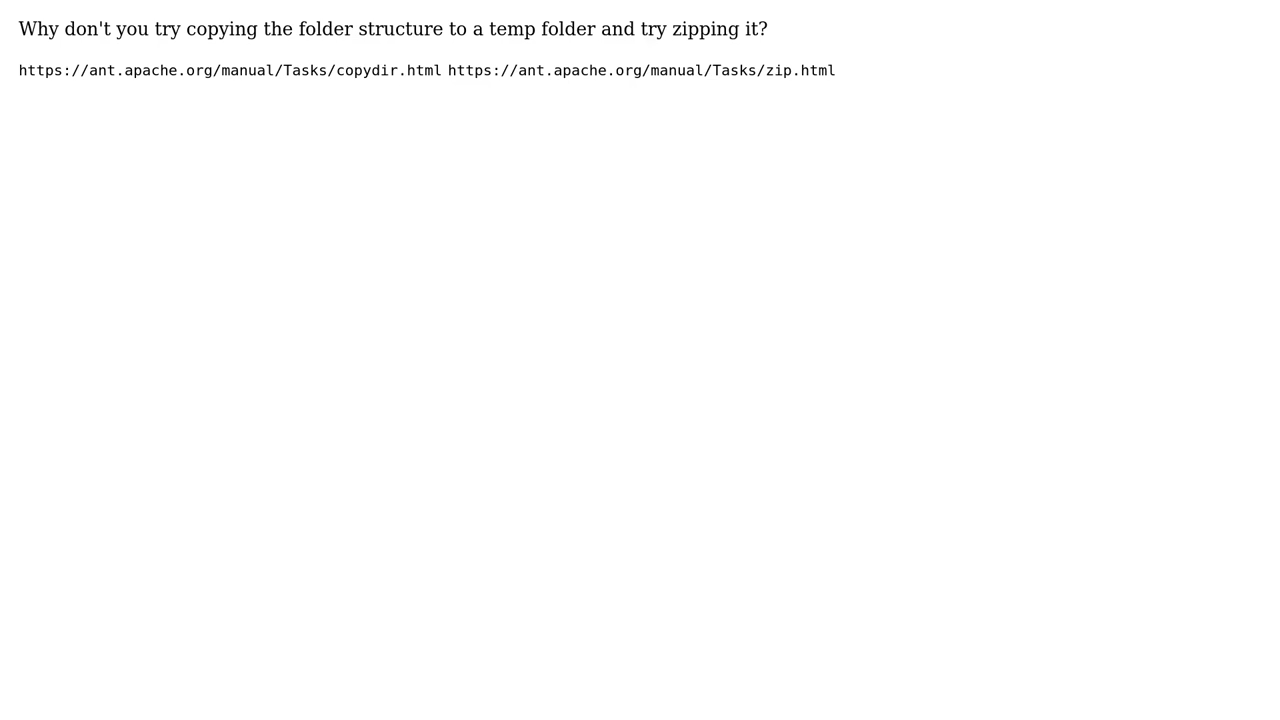 Why don't you try copying the folder structure to a temp folder and try zipping it?
https://ant.apache.org/manual/Tasks/copydir.html https://ant.apache.org/manual/Tasks/zip.html